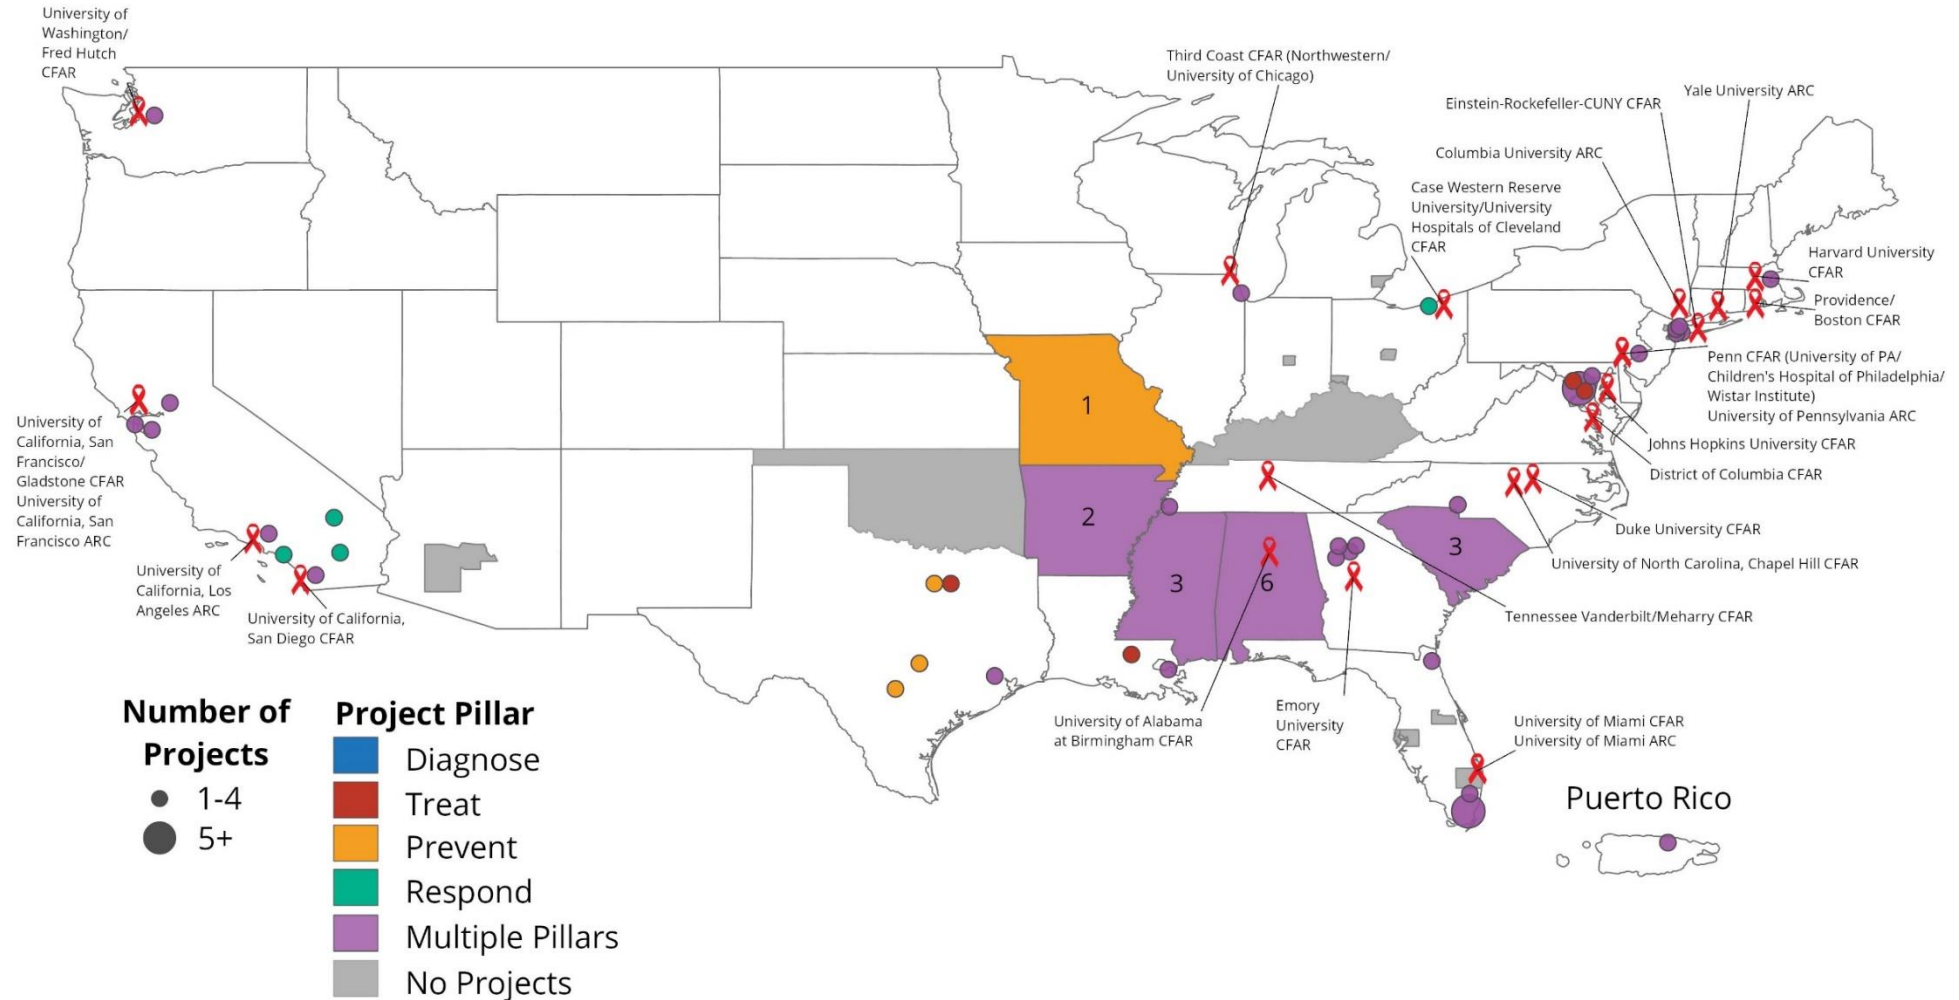 University of
Washington/
Fred Hutch
CFAR
Third Coast CFAR (Northwestern/
University of Chicago)
Einstein-Rockefeller-CUNY CFAR
Yale University ARC
Columbia University ARC
Case Western Reserve
University/University
Hospitals of Cleveland
CFAR
Harvard University
CFAR
Providence/
Boston CFAR
Penn CFAR (University of PA/
Children's Hospital of Philadelphia/
Wistar Institute)
University of Pennsylvania ARC
Johns Hopkins University CFAR
District of Columbia CFAR
Duke University CFAR
University of North Carolina, Chapel Hill CFAR
Tennessee Vanderbilt/Meharry CFAR
1
2
3
6
3
University of
California, San
Francisco/
Gladstone CFAR
University of
California, San
Francisco ARC
University of
California, Los
Angeles ARC
University of California,
San Diego CFAR
University of Alabama
at Birmingham CFAR
Emory
University
CFAR
University of Miami CFAR
University of Miami ARC
Puerto Rico
Number of
Projects
1-4
5+
Project Pillar
Diagnose
Treat
Prevent
Respond
Multiple Pillars
No Projects